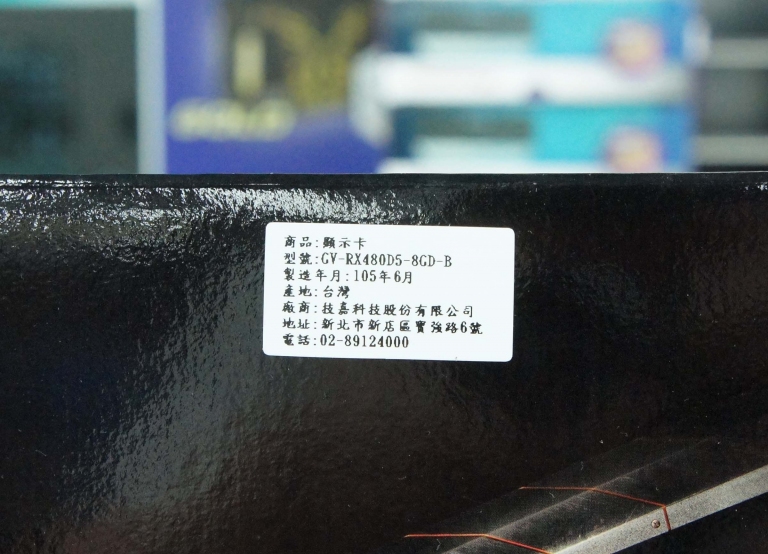 GOLD
商品:顯示卡
型號:GV-RX480D5-8GD-B
製造年月:105年6月
產地:台灣
廠商:技嘉科技股份有限公司
地址:新北市新店區寶強路6號
電話:02-89124000